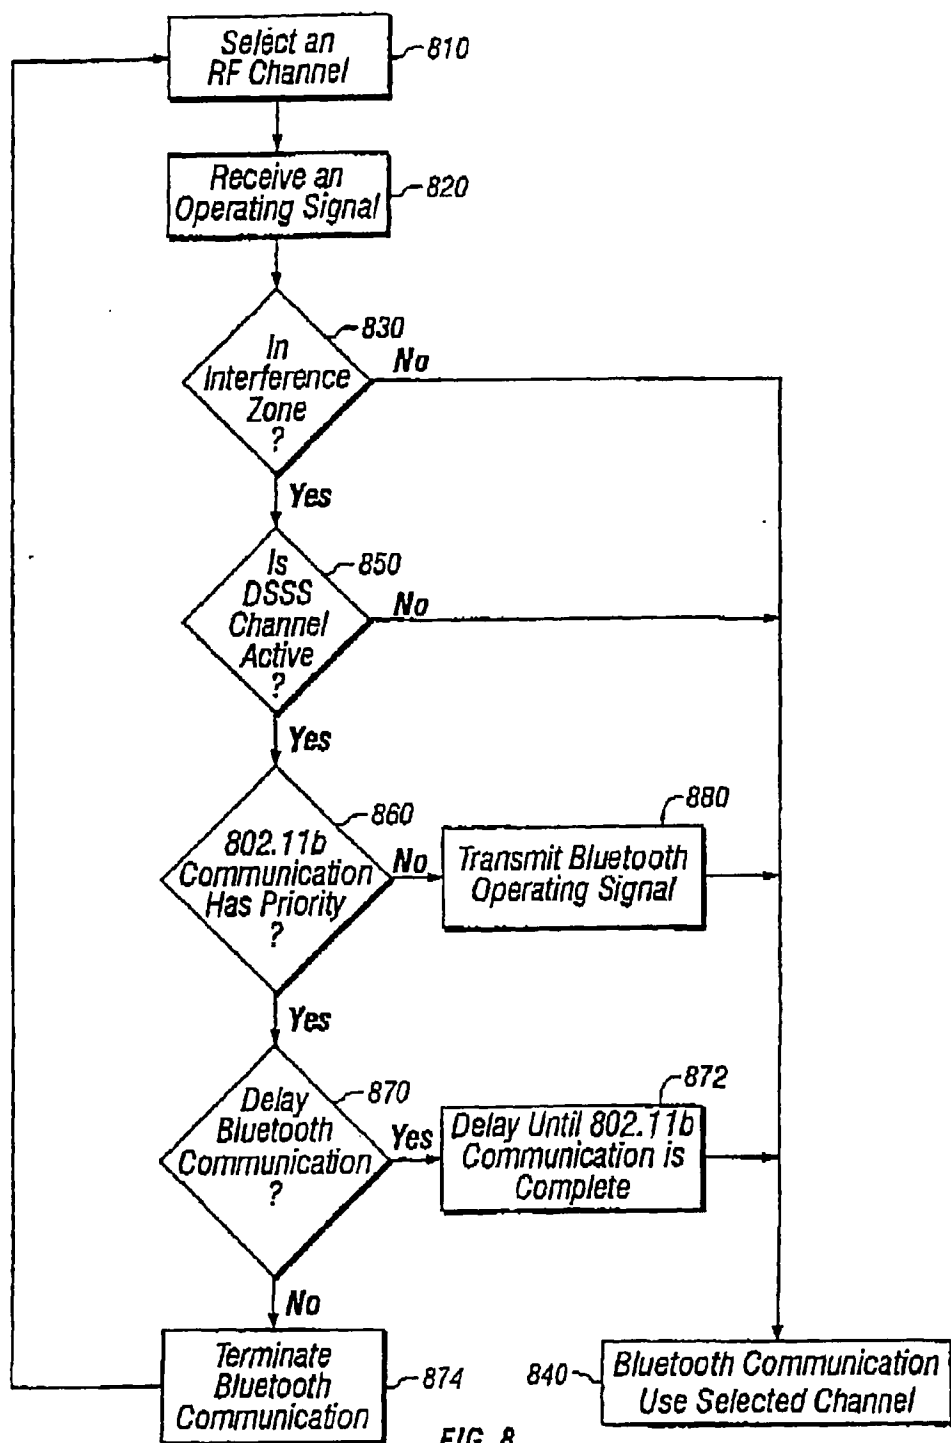 Select an
RF Channel
810
Receive an
Operating Signal
820
830
In
Interference
Zone
?
No
Yes
850
Is
DSSS
Channel
Active
?
No
Yes
860
802.11b
Communication
Has Priority
?
No
880
Transmit Bluetooth
Operating Signal
Yes
870
Delay
Bluetooth
Communication
?
Yes
872
Delay Until 802.11b
Communication is
Complete
No
Terminate
Bluetooth
Communication
874
840
Bluetooth Communication
Use Selected Channel
FIG. 8